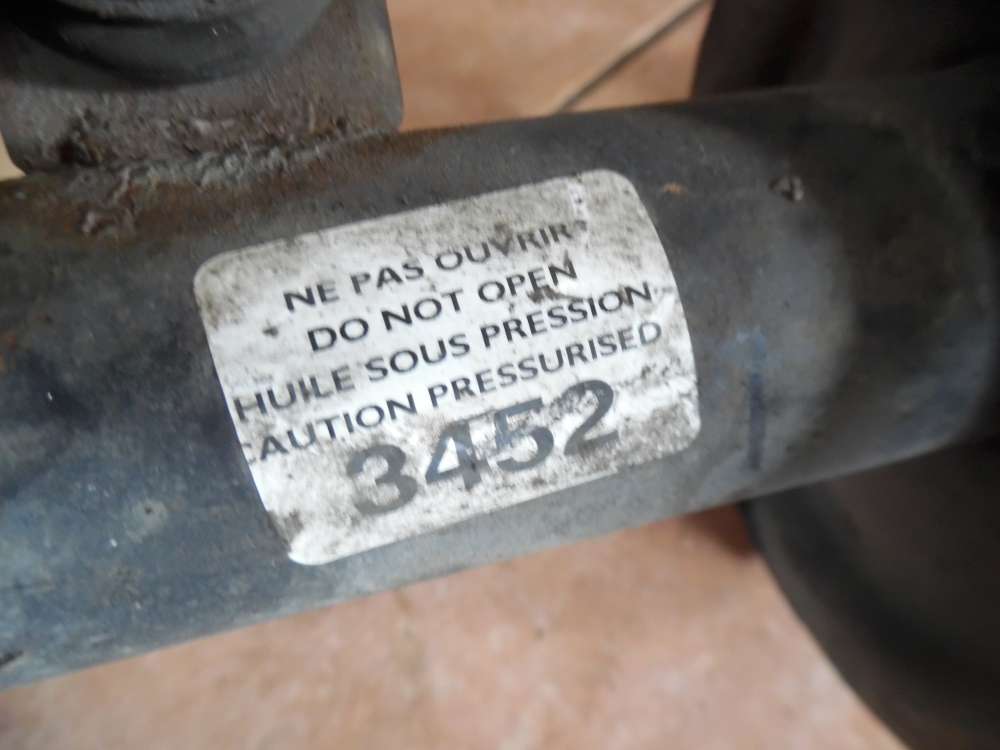 NE PAS OUVRIR
DO NOT OPEN
HUILE SOUS PRESSION
CAUTION PRESSURISED
3452